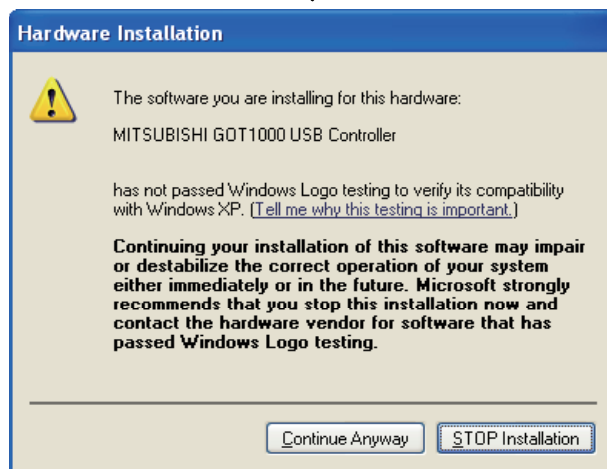 Hardware Installation
The software you are installing for this hardware:
MITSUBISHI GOT1000 USB Controller
has not passed Windows Logo testing to verify its compatibility
with Windows XP. (Tell me why this testing is important.)
Continuing your installation of this software may impair
or destabilize the correct operation of your system
either immediately or in the future. Microsoft strongly
recommends that you stop this installation now and
contact the hardware vendor for software that has
passed Windows Logo testing.
Continue Anyway
STOP Installation